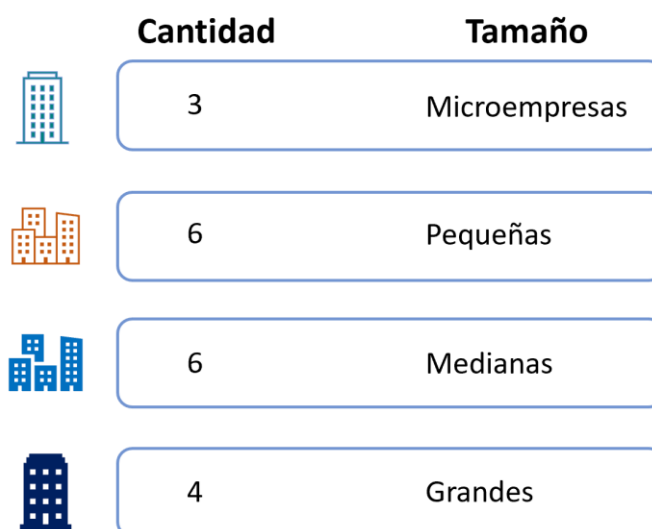 Cantidad Tamaño
3 Microempresas
6 Pequeñas
6 Medianas
4 Grandes